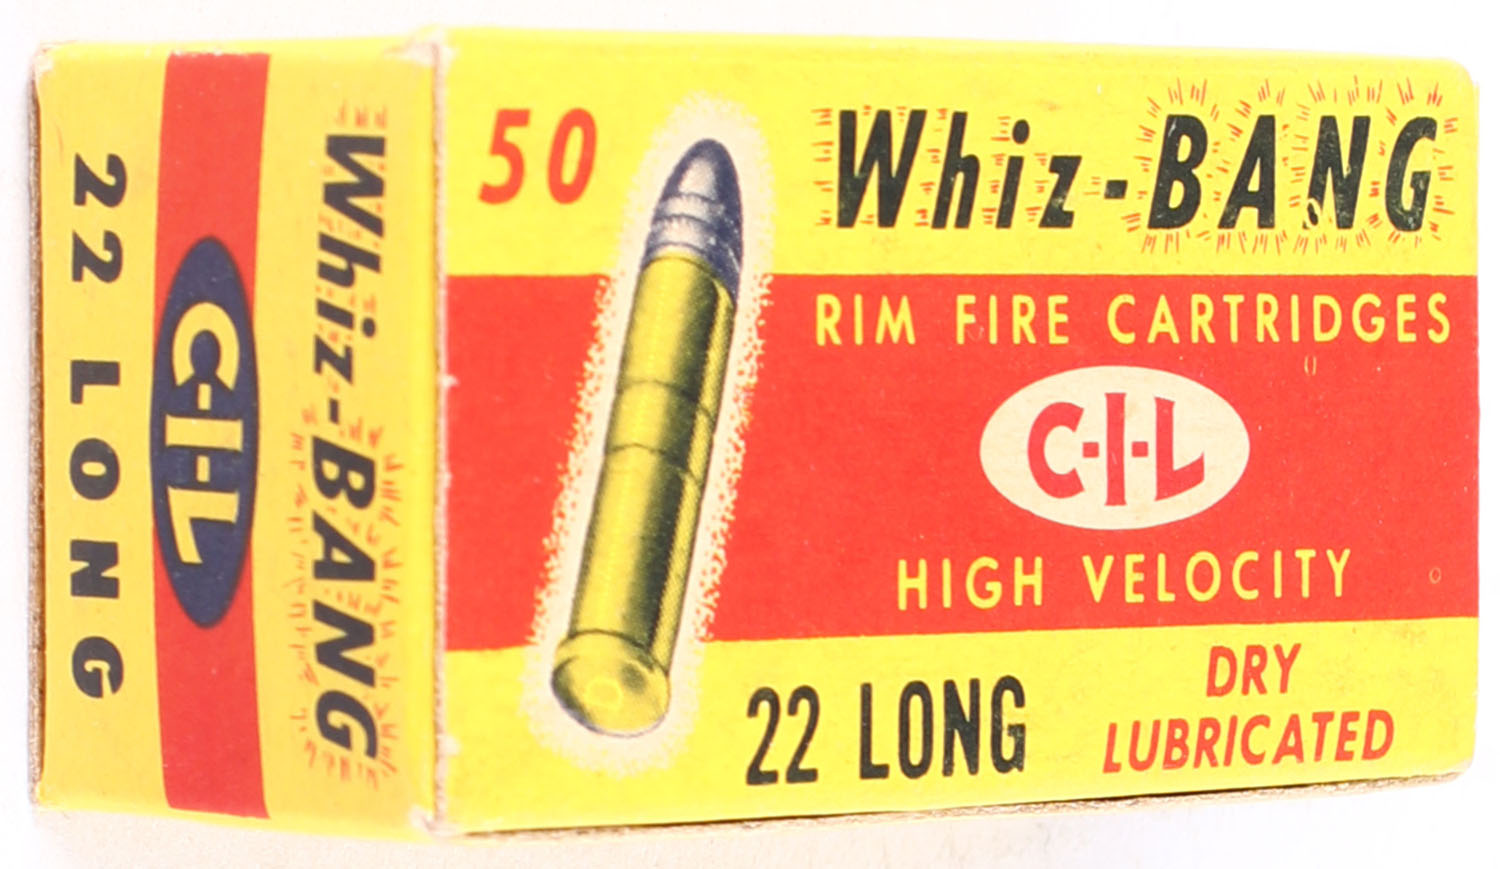 50
Whiz-BANG
RIM FIRE CARTRIDGES
C-I-L
HIGH VELOCITY
22 LONG
DRY
LUBRICATED
Whiz-BANG
C-I-L
22 LONG